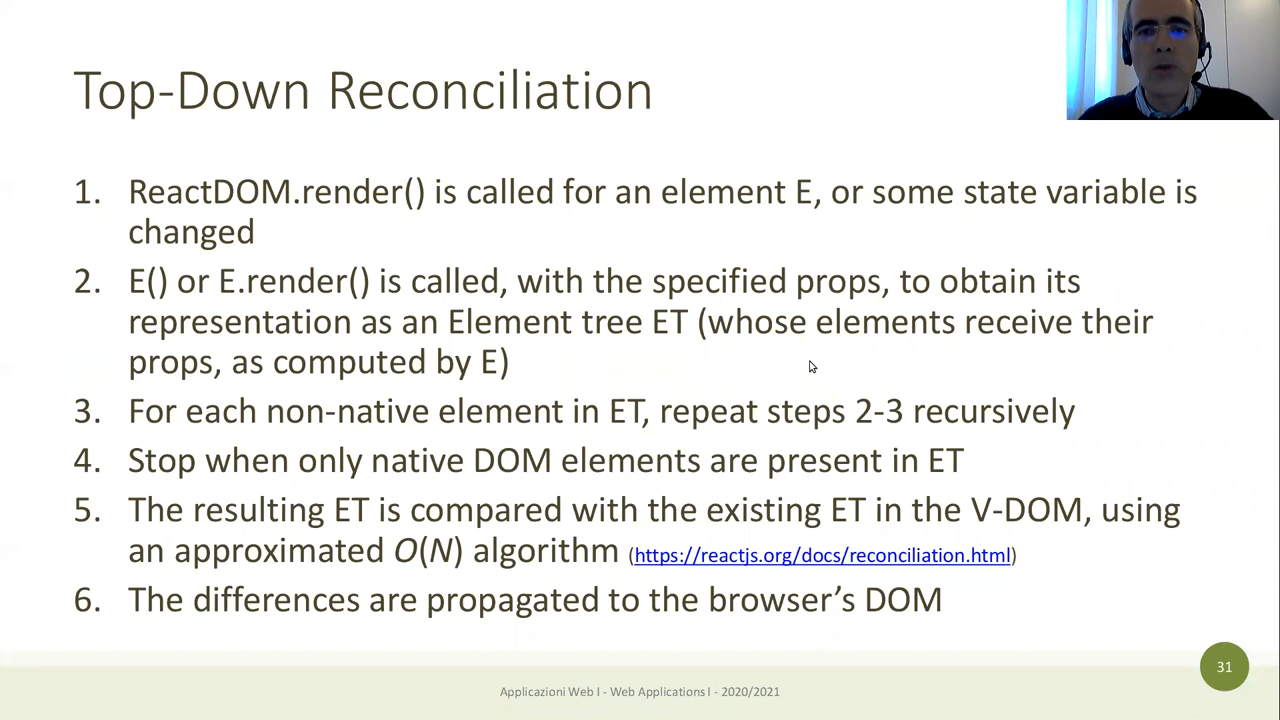 Top-Down Reconciliation
1. ReactDOM.render() is called for an element E, or some state variable is
changed
2. E() or E.render() is called, with the specified props, to obtain its
representation as an Element tree ET (whose elements receive their
props, as computed by E)
3. For each non-native element in ET, repeat steps 2-3 recursively
4. Stop when only native DOM elements are present in ET
5. The resulting ET is compared with the existing ET in the V-DOM, using
an approximated O(N) algorithm (https://reactjs.org/docs/reconciliation.html)
6. The differences are propagated to the browser’s DOM
31
Applicazioni Web I - Web Applications I - 2020/2021